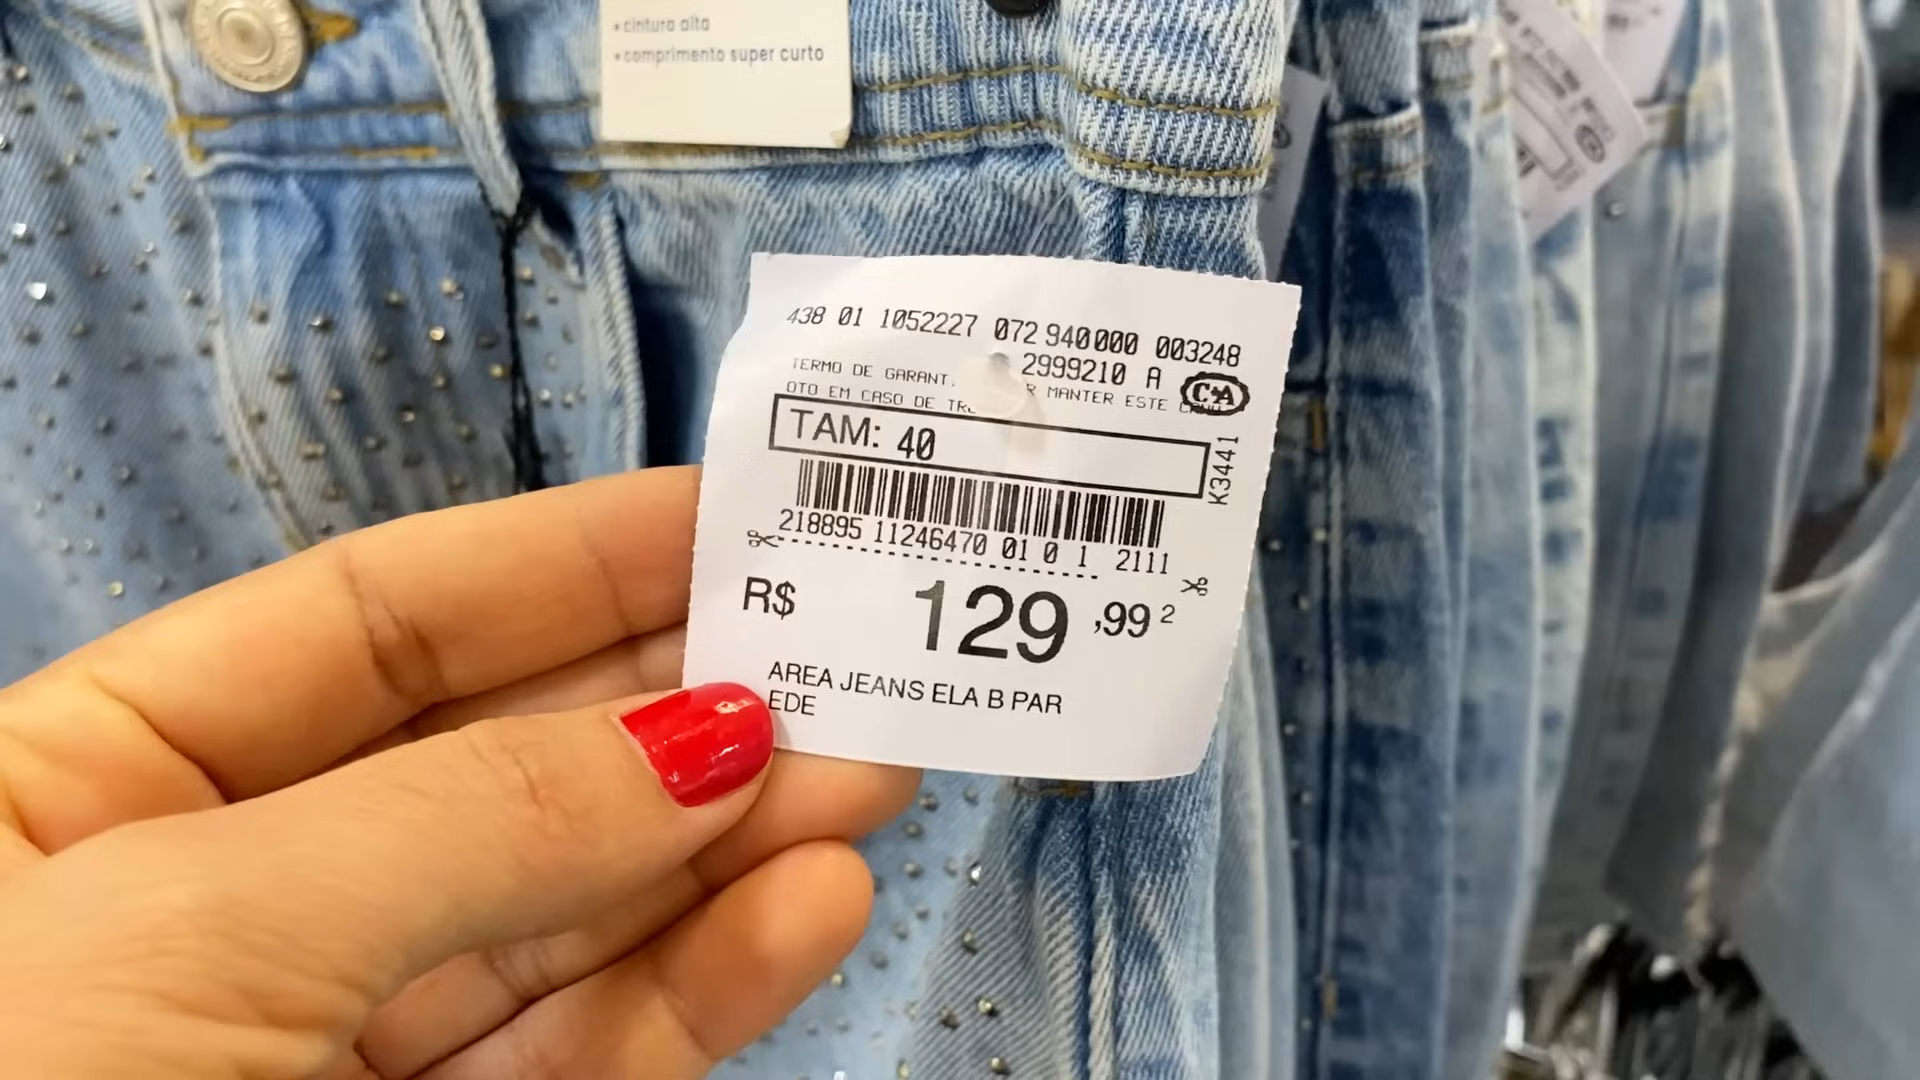 • cintura alta
• comprimento super curto
438 01 1052227 072 940000 003248
2999210 A
TERMO DE GARANT. R MANTER ESTE
OTO EM CASO DE
C&A
TAM: 40
K3441
218895 11246470 01 0 1 2111
R$ 129,99 2
AREA JEANS ELA B PAR
EDE